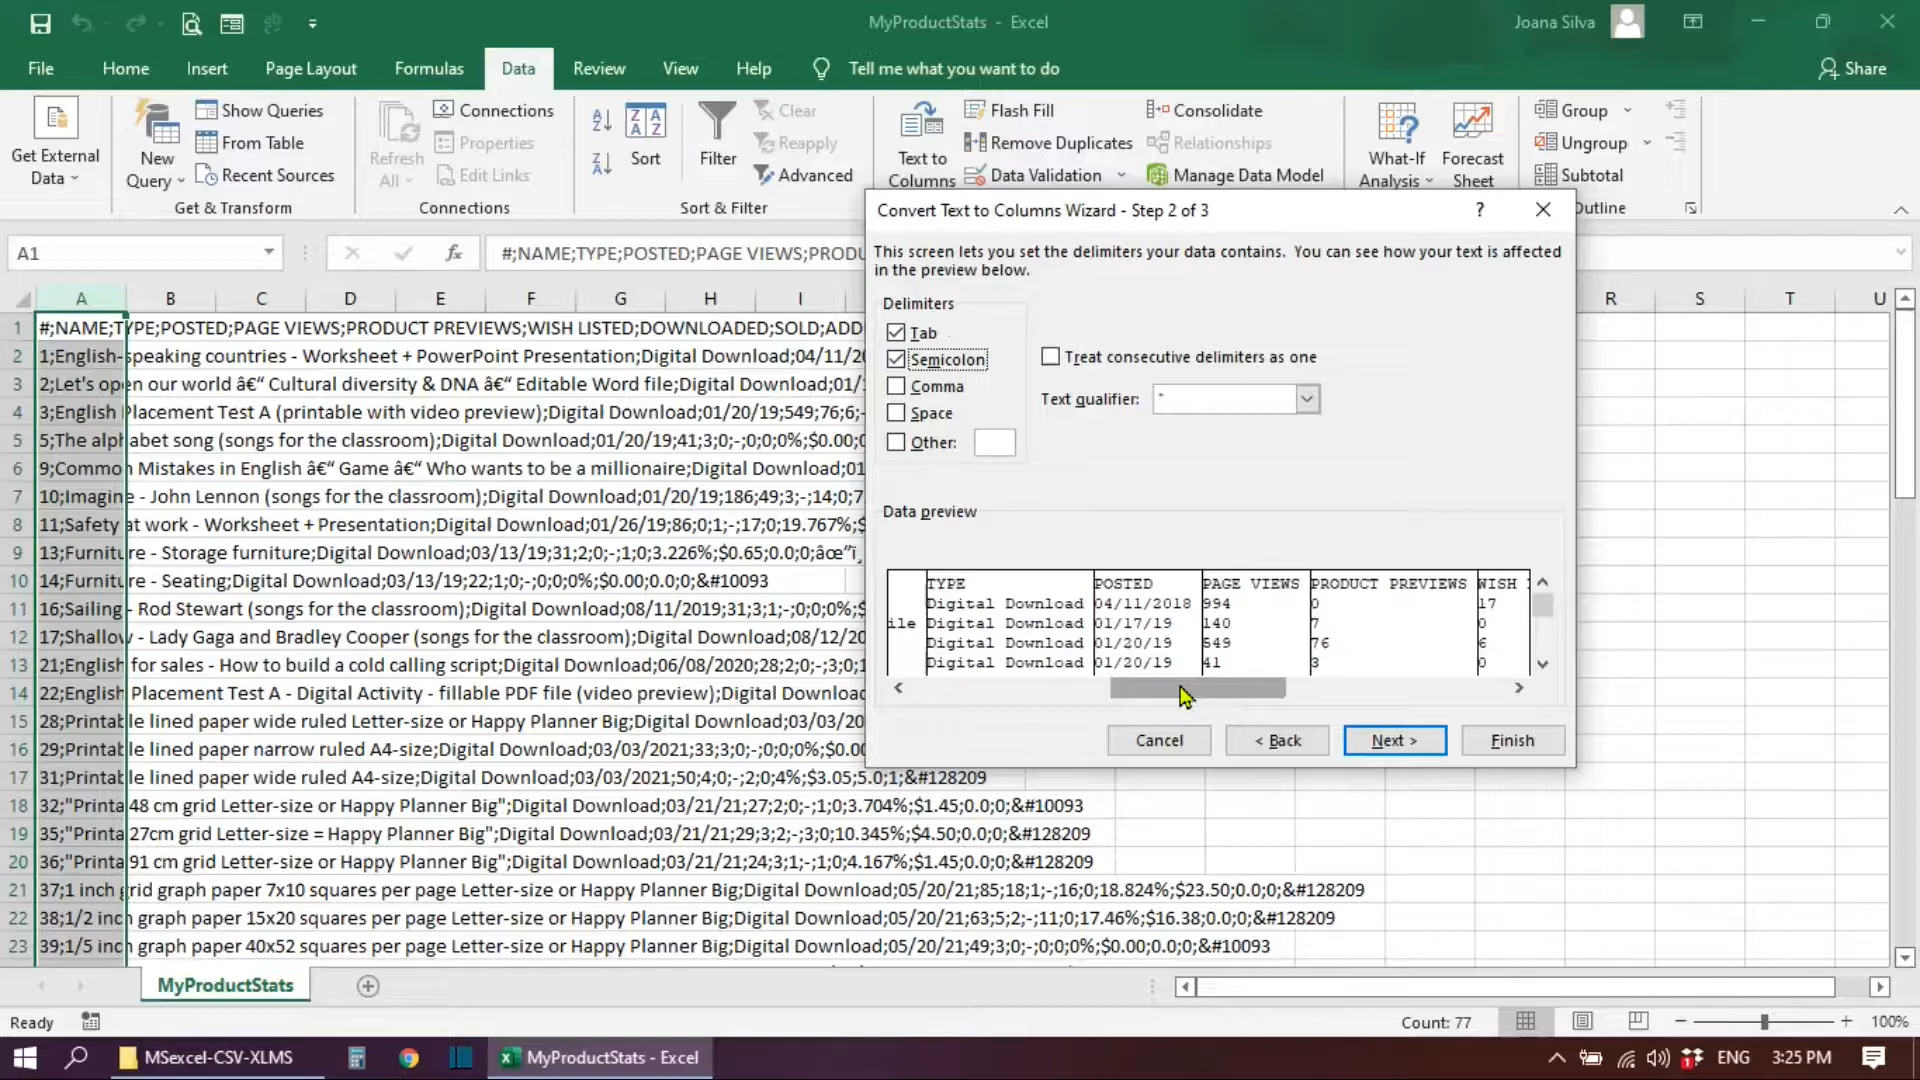 MyProductStats - Excel
Joana Silva
File
Home
Insert
Page Layout
Formulas
Data
Review
View
Help
Tell me what you want to do
Share
Get External
Data
New
Query
Show Queries
From Table
Recent Sources
Get & Transform
Refresh
All
Connections
Properties
Edit Links
Connections
Sort
Filter
Clear
Reapply
Advanced
Sort & Filter
Text to
Columns
Flash Fill
Remove Duplicates
Data Validation
Consolidate
Relationships
Manage Data Model
What-If
Analysis
Forecast
Sheet
Group
Ungroup
Subtotal
Outline
A1
fx
#;NAME;TYPE;POSTED;PAGE VIEWS;PRODU
A B C D E F G H I R S T U
1 #;NAME;TYPE;POSTED;PAGE VIEWS;PRODUCT PREVIEWS;WISH LISTED;DOWNLOADED;SOLD;ADD
2 1;English-speaking countries - Worksheet + PowerPoint Presentation;Digital Download;04/11/20
3 2;Let's open our world â€“ Cultural diversity & DNA â€“ Editable Word file;Digital Download;01/
4 3;English Placement Test A (printable with video preview);Digital Download;01/20/19;549;76;6;-
5 5;The alphabet song (songs for the classroom);Digital Download;01/20/19;41;3;0;-;0;0;0%;$0.00;0
6 9;Common Mistakes in English â€“ Game â€“ Who wants to be a millionaire;Digital Download;01
7 10;Imagine - John Lennon (songs for the classroom);Digital Download;01/20/19;186;49;3;-;14;0;7
8 11;Safety at work - Worksheet + Presentation;Digital Download;01/26/19;86;0;1;-;17;0;19.767%;$
9 13;Furniture - Storage furniture;Digital Download;03/13/19;31;2;0;-;1;0;3.226%;$0.65;0.0;0;âœ”ï¸
10 14;Furniture - Seating;Digital Download;03/13/19;22;1;0;-;0;0;0%;$0.00;0.0;0;&#10093
11 16;Sailing - Rod Stewart (songs for the classroom);Digital Download;08/11/2019;31;3;1;-;0;0;0%;$
12 17;Shallow - Lady Gaga and Bradley Cooper (songs for the classroom);Digital Download;08/12/20
13 21;English for sales - How to build a cold calling script;Digital Download;06/08/2020;28;2;0;-;3;0;1
14 22;English Placement Test A - Digital Activity - fillable PDF file (video preview);Digital Download
15 28;Printable lined paper wide ruled Letter-size or Happy Planner Big;Digital Download;03/03/20
16 29;Printable lined paper narrow ruled A4-size;Digital Download;03/03/2021;33;3;0;-;0;0;0%;$0.00
17 31;Printable lined paper wide ruled A4-size;Digital Download;03/03/2021;50;4;0;-;2;0;4%;$3.05;5.0;1;&#128209
18 32;"Printa 48 cm grid Letter-size or Happy Planner Big";Digital Download;03/21/21;27;2;0;-;1;0;3.704%;$1.45;0.0;0;&#10093
19 35;"Printa 27cm grid Letter-size = Happy Planner Big";Digital Download;03/21/21;29;3;2;-;3;0;10.345%;$4.50;0.0;0;&#128209
20 36;"Printa 91 cm grid Letter-size or Happy Planner Big";Digital Download;03/21/21;24;3;1;-;1;0;4.167%;$1.45;0.0;0;&#128209
21 37;1 inch grid graph paper 7x10 squares per page Letter-size or Happy Planner Big;Digital Download;05/20/21;85;18;1;-;16;0;18.824%;$23.50;0.0;0;&#128209
22 38;1/2 inch graph paper 15x20 squares per page Letter-size or Happy Planner Big;Digital Download;05/20/21;63;5;2;-;11;0;17.46%;$16.38;0.0;0;&#128209
23 39;1/5 inch graph paper 40x52 squares per page Letter-size or Happy Planner Big;Digital Download;05/20/21;49;3;0;-;0;0;0%;$0.00;0.0;0;&#10093
Convert Text to Columns Wizard - Step 2 of 3
?
This screen lets you set the delimiters your data contains. You can see how your text is affected
in the preview below.
Delimiters
Tab
Semicolon
Comma
Space
Other:
Treat consecutive delimiters as one
Text qualifier: "
Data preview
TYPE POSTED PAGE VIEWS PRODUCT PREVIEWS WISH
Digital Download 04/11/2018 994 0 17
ile Digital Download 01/17/19 140 7 0
Digital Download 01/20/19 549 76 6
Digital Download 01/20/19 41 3 0
Cancel
< Back
Next >
Finish
MyProductStats
Ready
Count: 77
100%
MSexcel-CSV-XLMS
MyProductStats - Excel
ENG
3:25 PM